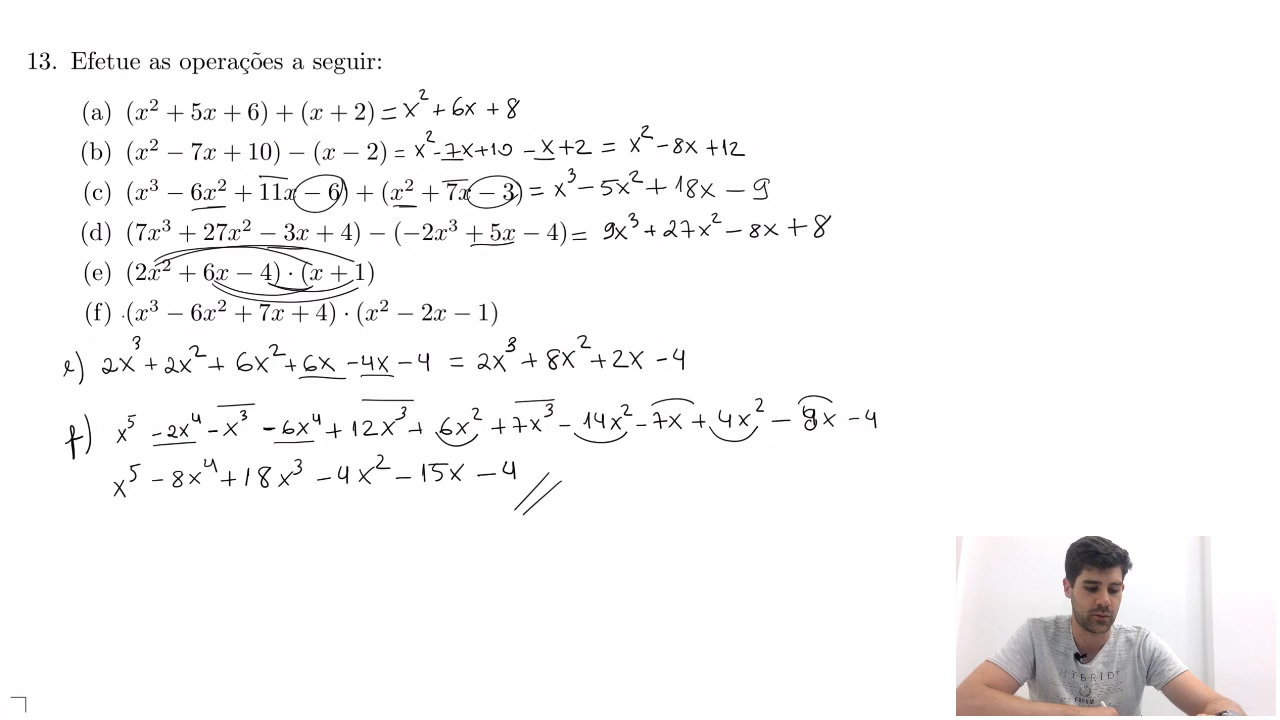 13. Efetue as operações a seguir:
(a) (x² + 5x + 6) + (x + 2) = x² + 6x + 8
(b) (x² − 7x + 10) − (x − 2) = x² - 7x + 10 - x + 2 = x² - 8x + 12
(c) (x³ − 6x² + 11x − 6) + (x² + 7x − 3) = x³ - 5x² + 18x - 9
(d) (7x³ + 27x² − 3x + 4) − (−2x³ + 5x − 4) = 9x³ + 27x² - 8x + 8
(e) (2x² + 6x − 4) · (x + 1)
(f) (x³ − 6x² + 7x + 4) · (x² − 2x − 1)
e) 2x³ + 2x² + 6x² + 6x - 4x - 4 = 2x³ + 8x² + 2x - 4
f) x⁵ - 2x⁴ - x³ - 6x⁴ + 12x³ + 6x² + 7x³ - 14x² - 7x + 4x² - 8x - 4
x⁵ - 8x⁴ + 18x³ - 4x² - 15x - 4 //
HYBRID